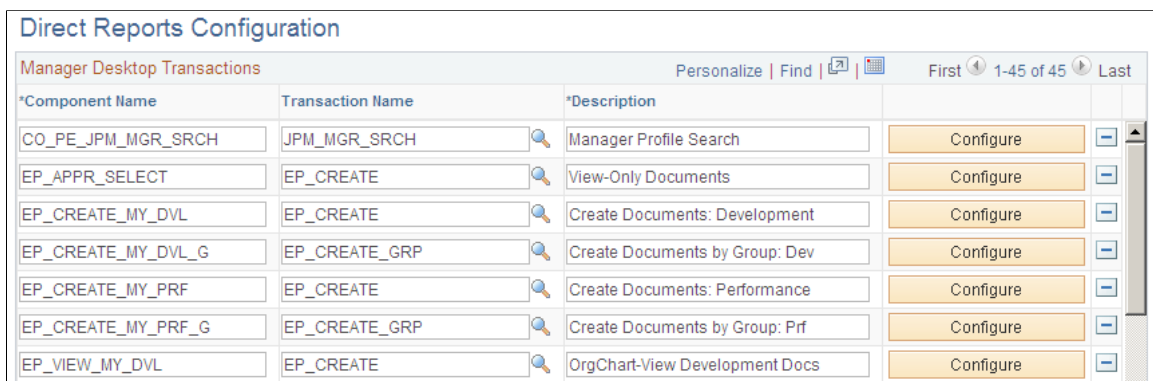 Direct Reports Configuration
Manager Desktop Transactions Personalize | Find | | First 1-45 of 45 Last
*Component Name Transaction Name *Description
CO_PE_JPM_MGR_SRCH JPM_MGR_SRCH Manager Profile Search Configure
EP_APPR_SELECT EP_CREATE View-Only Documents Configure
EP_CREATE_MY_DVL EP_CREATE Create Documents: Development Configure
EP_CREATE_MY_DVL_G EP_CREATE_GRP Create Documents by Group: Dev Configure
EP_CREATE_MY_PRF EP_CREATE Create Documents: Performance Configure
EP_CREATE_MY_PRF_G EP_CREATE_GRP Create Documents by Group: Prf Configure
EP_VIEW_MY_DVL EP_CREATE OrgChart-View Development Docs Configure